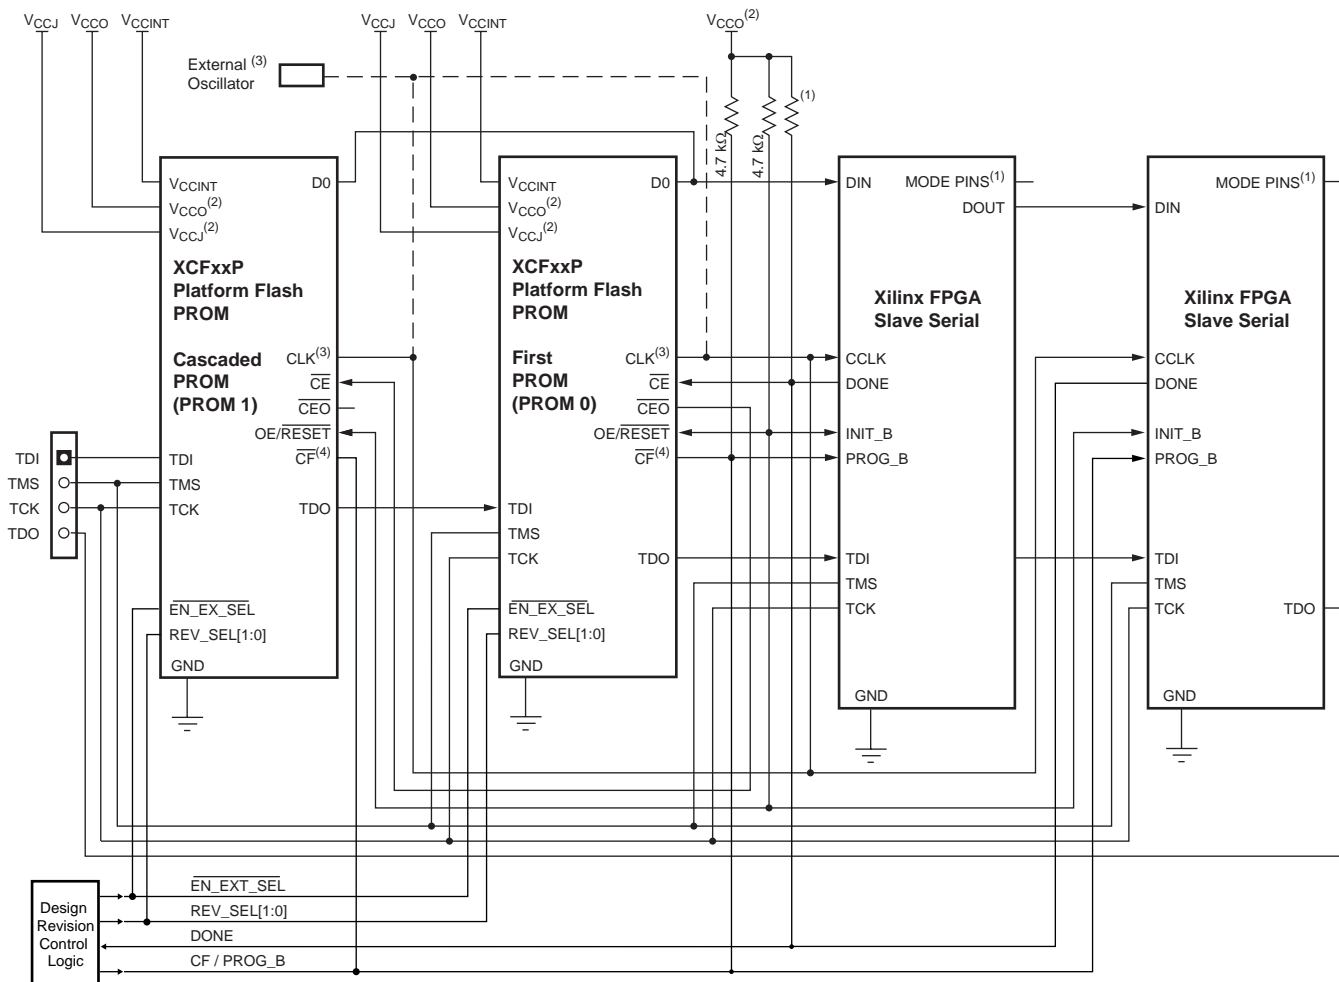 VCCJ VCCO VCCINT
VCCJ VCCO VCCINT
VCCO(2)
External (3)
Oscillator
(1)
4.7 kΩ
4.7 kΩ
VCCINT
VCCO(2)
VCCJ(2)
D0
XCFxxP
Platform Flash
PROM
Cascaded
PROM
(PROM 1)
CLK(3)
CE
CEO
OE/RESET
CF(4)
TDI
TMS
TCK
TDO
EN_EX_SEL
REV_SEL[1:0]
GND
TDI
TMS
TCK
TDO
VCCINT
VCCO(2)
VCCJ(2)
D0
XCFxxP
Platform Flash
PROM
First
PROM
(PROM 0)
CLK(3)
CE
CEO
OE/RESET
CF(4)
TDI
TMS
TCK
TDO
EN_EX_SEL
REV_SEL[1:0]
GND
DIN
MODE PINS(1)
DOUT
Xilinx FPGA
Slave Serial
CCLK
DONE
INIT_B
PROG_B
TDI
TMS
TCK
GND
MODE PINS(1)
DIN
Xilinx FPGA
Slave Serial
CCLK
DONE
INIT_B
PROG_B
TDI
TMS
TCK
TDO
GND
Design
Revision
Control
Logic
EN_EXT_SEL
REV_SEL[1:0]
DONE
CF / PROG_B